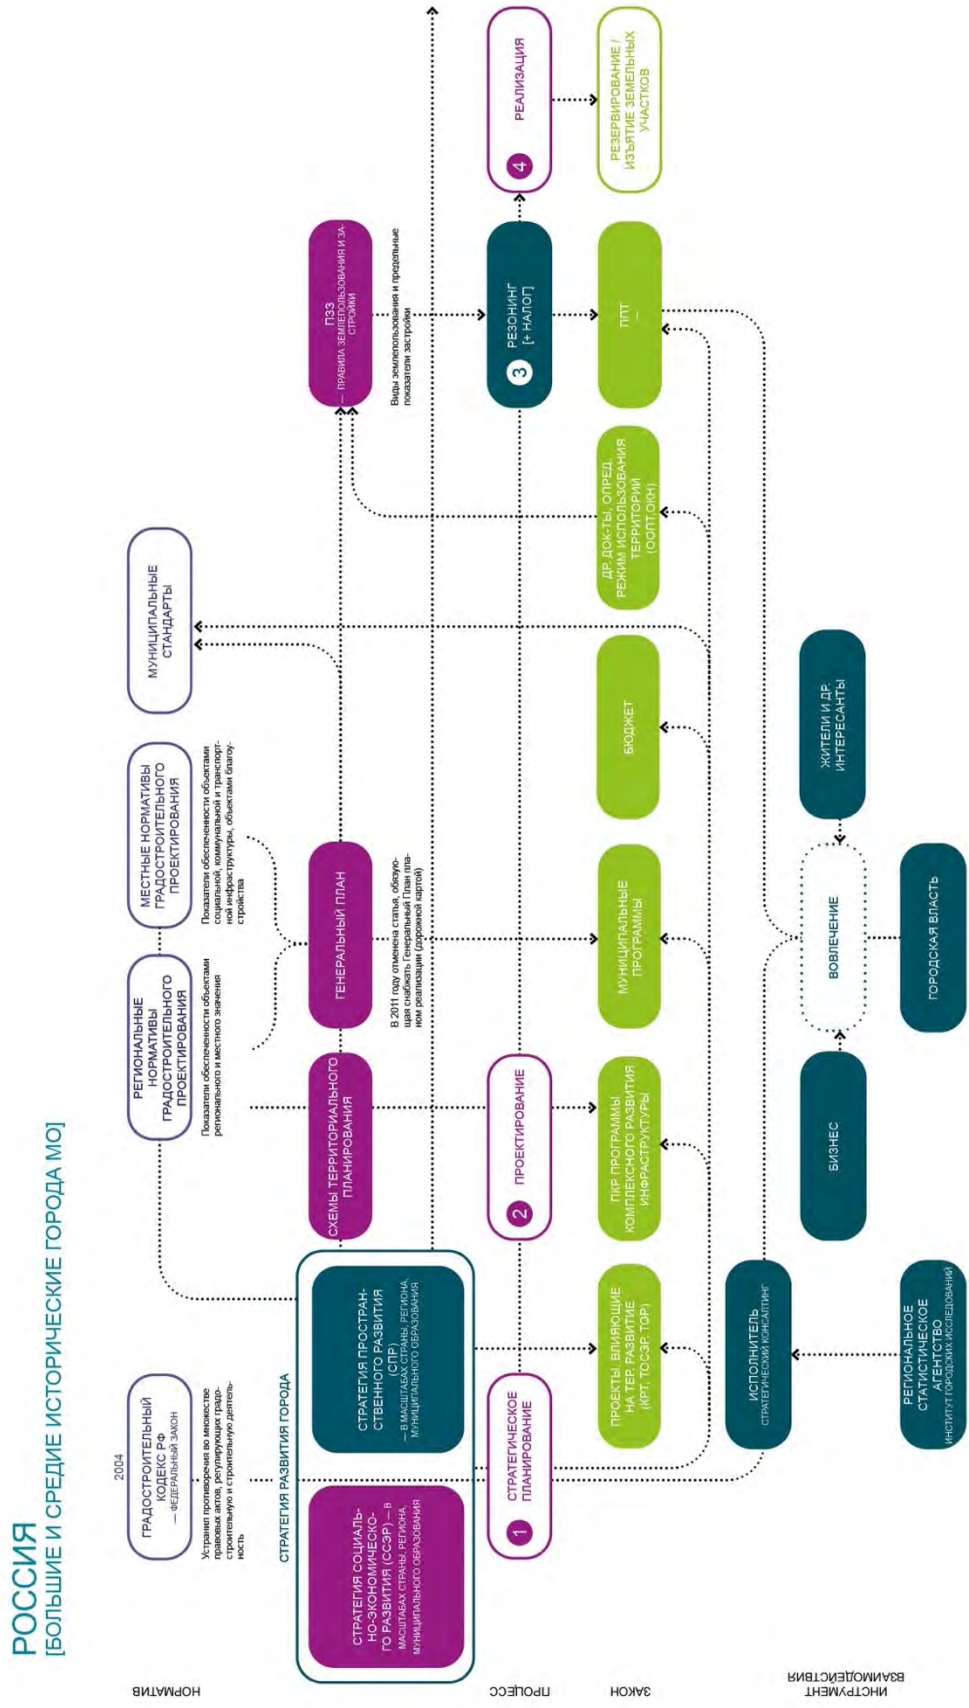 РОССИЯ
[БОЛЬШИЕ И СРЕДИЕ ИСТОРИЧЕСКИЕ ГОРОДА МО]
НОРМАТИВ
2004
ГРАДОСТРОИТЕЛЬНЫЙ
КОДЕКС РФ
— ФЕДЕРАЛЬНЫЙ ЗАКОН
Устранил противоречия во множестве
правовых актов, регулирующих градо-
строительную и строительную деятель-
ность
РЕГИОНАЛЬНЫЕ
НОРМАТИВЫ
ГРАДОСТРОИТЕЛЬНОГО
ПРОЕКТИРОВАНИЯ
Показатели обеспеченности объектами
регионального и местного значения
МЕСТНЫЕ НОРМАТИВЫ
ГРАДОСТРОИТЕЛЬНОГО
ПРОЕКТИРОВАНИЯ
Показатели обеспеченности объектами
социальной, коммунальной и транспорт-
ной инфраструктуры, объектами благоу-
стройства
МУНИЦИПАЛЬНЫЕ
СТАНДАРТЫ
СТРАТЕГИЯ РАЗВИТИЯ ГОРОДА
СТРАТЕГИЯ СОЦИАЛЬ-
НО-ЭКОНОМИЧЕСКО-
ГО РАЗВИТИЯ (ССЭР) — В
МАСШТАБАХ СТРАНЫ, РЕГИОНА,
МУНИЦИПАЛЬНОГО ОБРАЗОВАНИЯ
СТРАТЕГИЯ ПРОСТРАН-
СТВЕННОГО РАЗВИТИЯ
(СПР)
— В МАСШТАБАХ СТРАНЫ, РЕГИОНА,
МУНИЦИПАЛЬНОГО ОБРАЗОВАНИЯ
СХЕМЫ ТЕРРИТОРИАЛЬНОГО
ПЛАНИРОВАНИЯ
ГЕНЕРАЛЬНЫЙ ПЛАН
В 2011 году отменена статья, обязую-
щая снабжать Генеральный План пла-
ном реализации (дорожной картой)
ПЗЗ
— ПРАВИЛА ЗЕМЛЕПОЛЬЗОВАНИЯ И ЗА-
СТРОЙКИ
Виды землепользования и предельные
показатели застройки
ПРОЦЕСС
1 СТРАТЕГИЧЕСКОЕ
ПЛАНИРОВАНИЕ
2 ПРОЕКТИРОВАНИЕ
3 РЕЗОНИНГ
[+ НАЛОГ]
4 РЕАЛИЗАЦИЯ
ЗАКОН
ПРОЕКТЫ, ВЛИЯЮЩИЕ
НА ТЕР. РАЗВИТИЕ
(КРТ, ТОСЭР, ТОР)
ПКР ПРОГРАММЫ
КОМПЛЕКСНОГО РАЗВИТИЯ
ИНФРАСТРУКТУРЫ
МУНИЦИПАЛЬНЫЕ
ПРОГРАММЫ
БЮДЖЕТ
ДР. ДОК-ТЫ, ОПРЕД.
РЕЖИМ ИСПОЛЬЗОВАНИЯ
ТЕРРИТОРИЙ
(ООПТ,ОКН)
ППТ
—
РЕЗЕРВИРОВАНИЕ /
ИЗЪЯТИЕ ЗЕМЕЛЬНЫХ
УЧАСТКОВ
ИНСТРУМЕНТ
ВЗАИМОДЕЙСТВИЯ
ИСПОЛНИТЕЛЬ
СТРАТЕГИЧЕСКИЙ КОНСАЛТИНГ
РЕГИОНАЛЬНОЕ
СТАТИСТИЧЕСКОЕ
АГЕНТСТВО
ИНСТИТУТ ГОРОДСКИХ ИССЛЕДОВАНИЙ
БИЗНЕС
ВОВЛЕЧЕНИЕ
ЖИТЕЛИ И ДР.
ИНТЕРЕСАНТЫ
ГОРОДСКАЯ ВЛАСТЬ